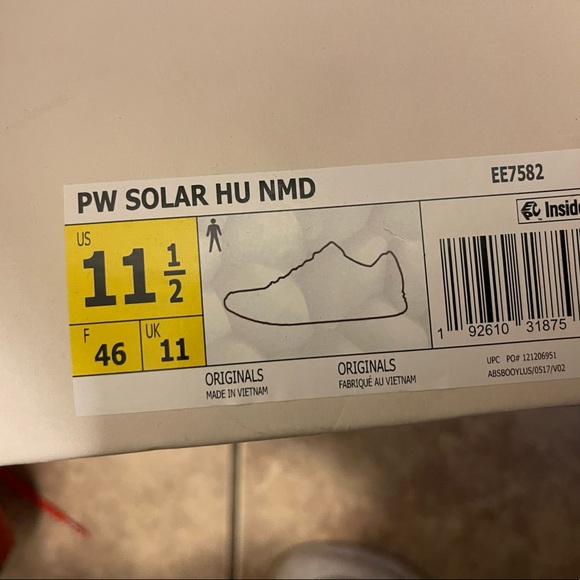 PW SOLAR HU NMD
EE7582
US
11 1/2
F
46
UK
11
ORIGINALS
MADE IN VIETNAM
ORIGINALS
FABRIQUÉ AU VIETNAM
Inside
1 92610 31875
UPC PO# 121206951
ABSBOOYLUS/0517/V02